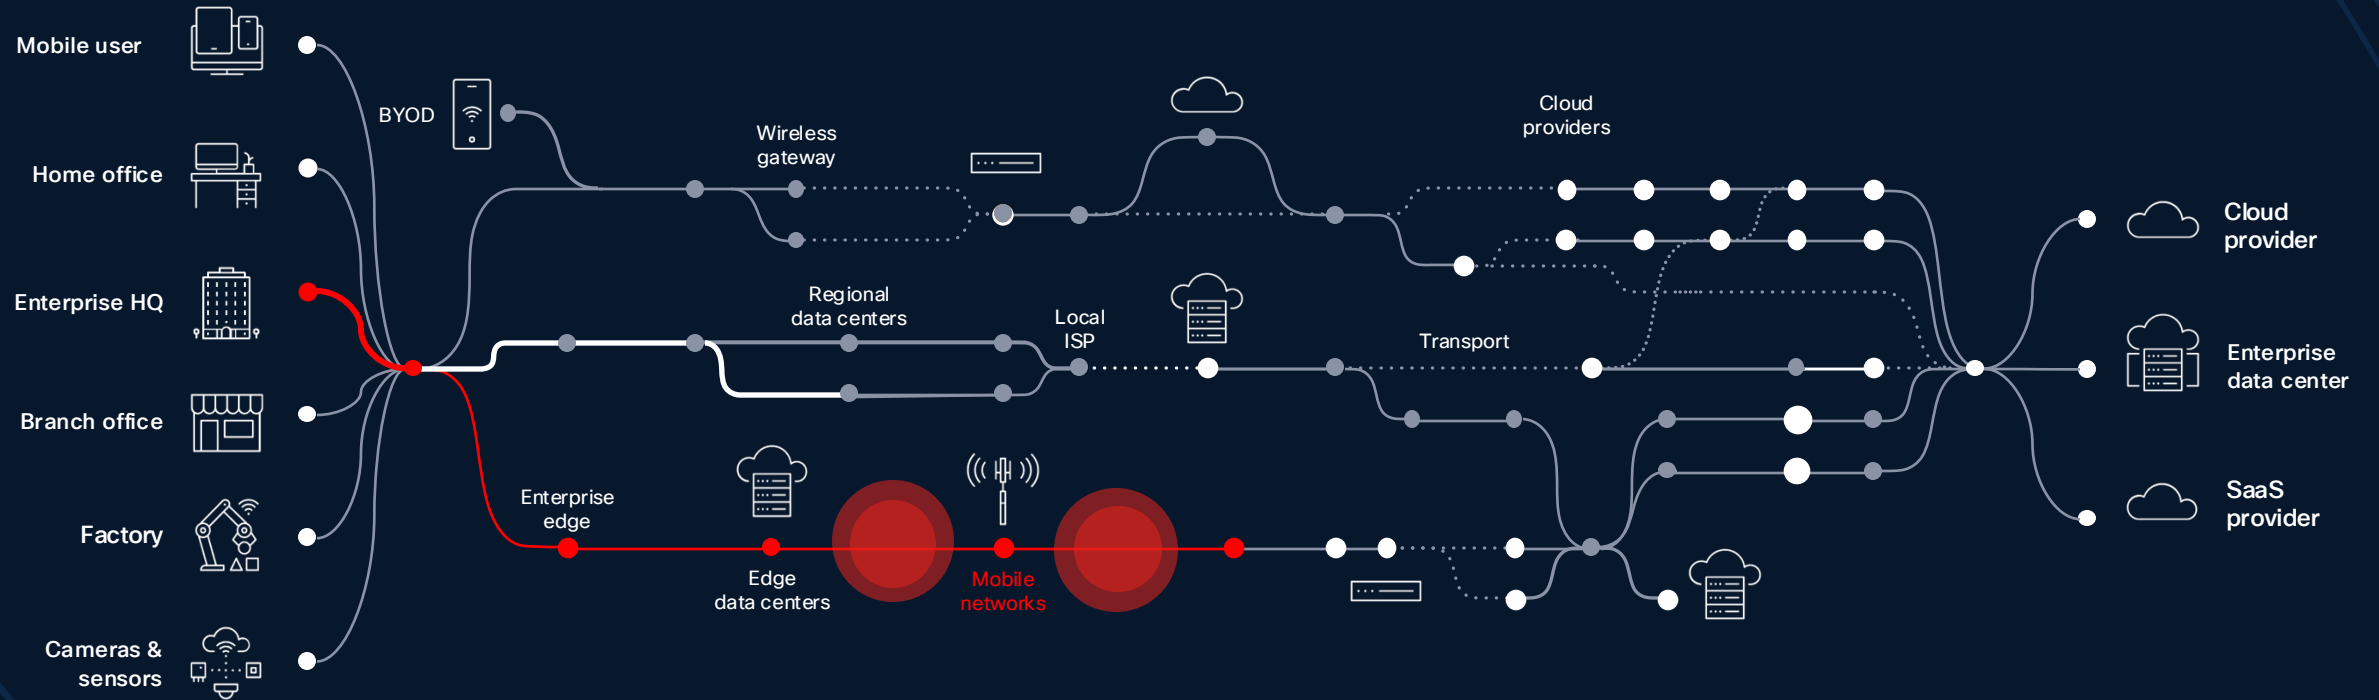 Mobile user
Home office
Enterprise HQ
Branch office
Factory
Cameras &
sensors
BYOD
Wireless
gateway
Regional
data centers
Local
ISP
Enterprise
edge
Edge
data centers
Mobile
networks
Cloud
providers
Transport
Cloud
provider
Enterprise
data center
SaaS
provider